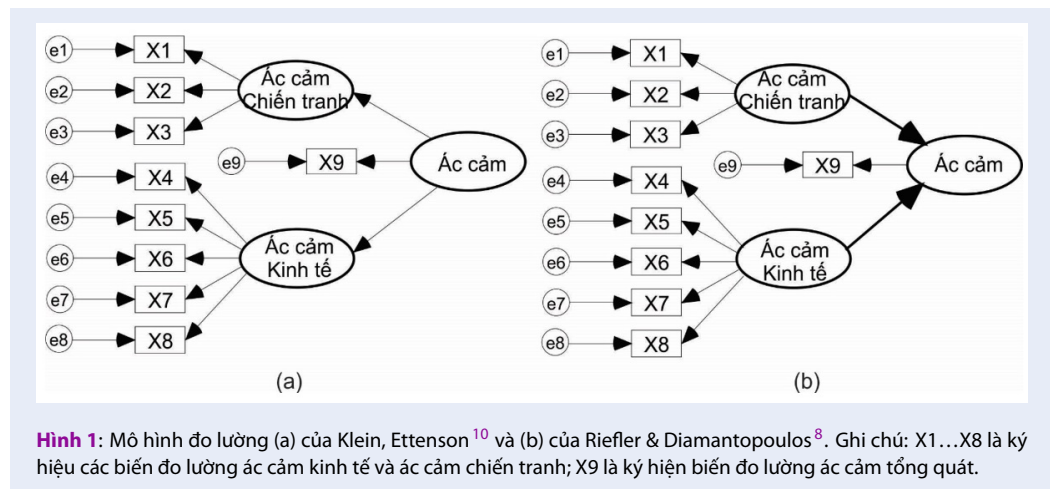 e1 X1
e2 X2
e3 X3
Ác cảm
Chiến tranh
e9 X9
Ác cảm
e4 X4
e5 X5
e6 X6
e7 X7
e8 X8
Ác cảm
Kinh tế
(a)
e1 X1
e2 X2
e3 X3
Ác cảm
Chiến tranh
e9 X9
Ác cảm
e4 X4
e5 X5
e6 X6
e7 X7
e8 X8
Ác cảm
Kinh tế
(b)
Hình 1: Mô hình đo lường (a) của Klein, Ettenson 10 và (b) của Riefler & Diamantopoulos 8. Ghi chú: X1…X8 là ký
hiệu các biến đo lường ác cảm kinh tế và ác cảm chiến tranh; X9 là ký hiện biến đo lường ác cảm tổng quát.